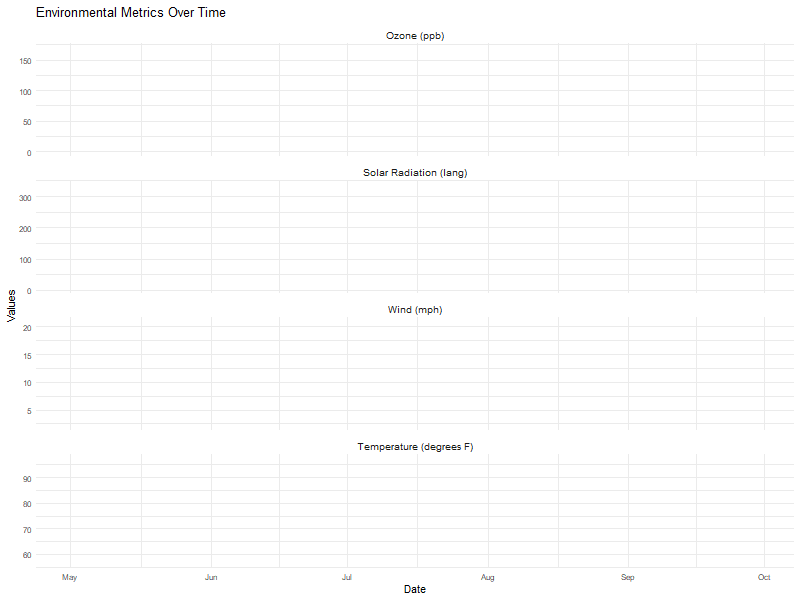 Environmental Metrics Over Time
Ozone (ppb)
150
100
50
0
Solar Radiation (lang)
300
200
100
0
Values
Wind (mph)
20
15
10
5
Temperature (degrees F)
90
80
70
60
May Jun Jul Aug Sep Oct
Date